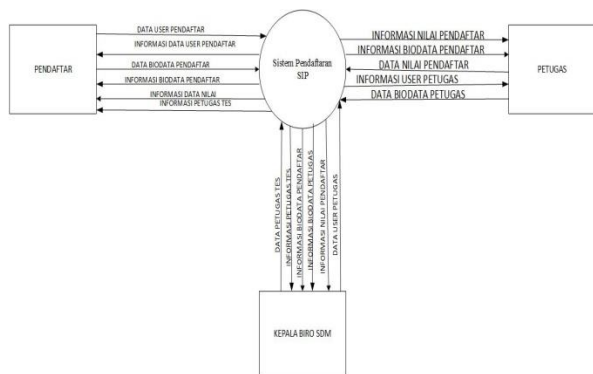 DATA USER PENDAFTAR
INFORMASI DATA USER PENDAFTAR
DATA BIODATA PENDAFTAR
INFORMASI BIODATA PENDAFTAR
INFORMASI DATA NILAI
INFORMASI PETUGAS TES
PENDAFTAR
Sistem Pendaftaran
SIP
INFORMASI NILAI PENDAFTAR
INFORMASI BIODATA PENDAFTAR
DATA NILAI PENDAFTAR
INFORMASI USER PETUGAS
DATA BIODATA PETUGAS
PETUGAS
DATA PETUGAS TES
INFORMASI PETUGAS TES
INFORMASI BIODATA PENDAFTAR
INFORMASI BIODATA PETUGAS
INFORMASI NILAI PENDAFTAR
DATA USER PETUGAS
KEPALA BIRO SDM